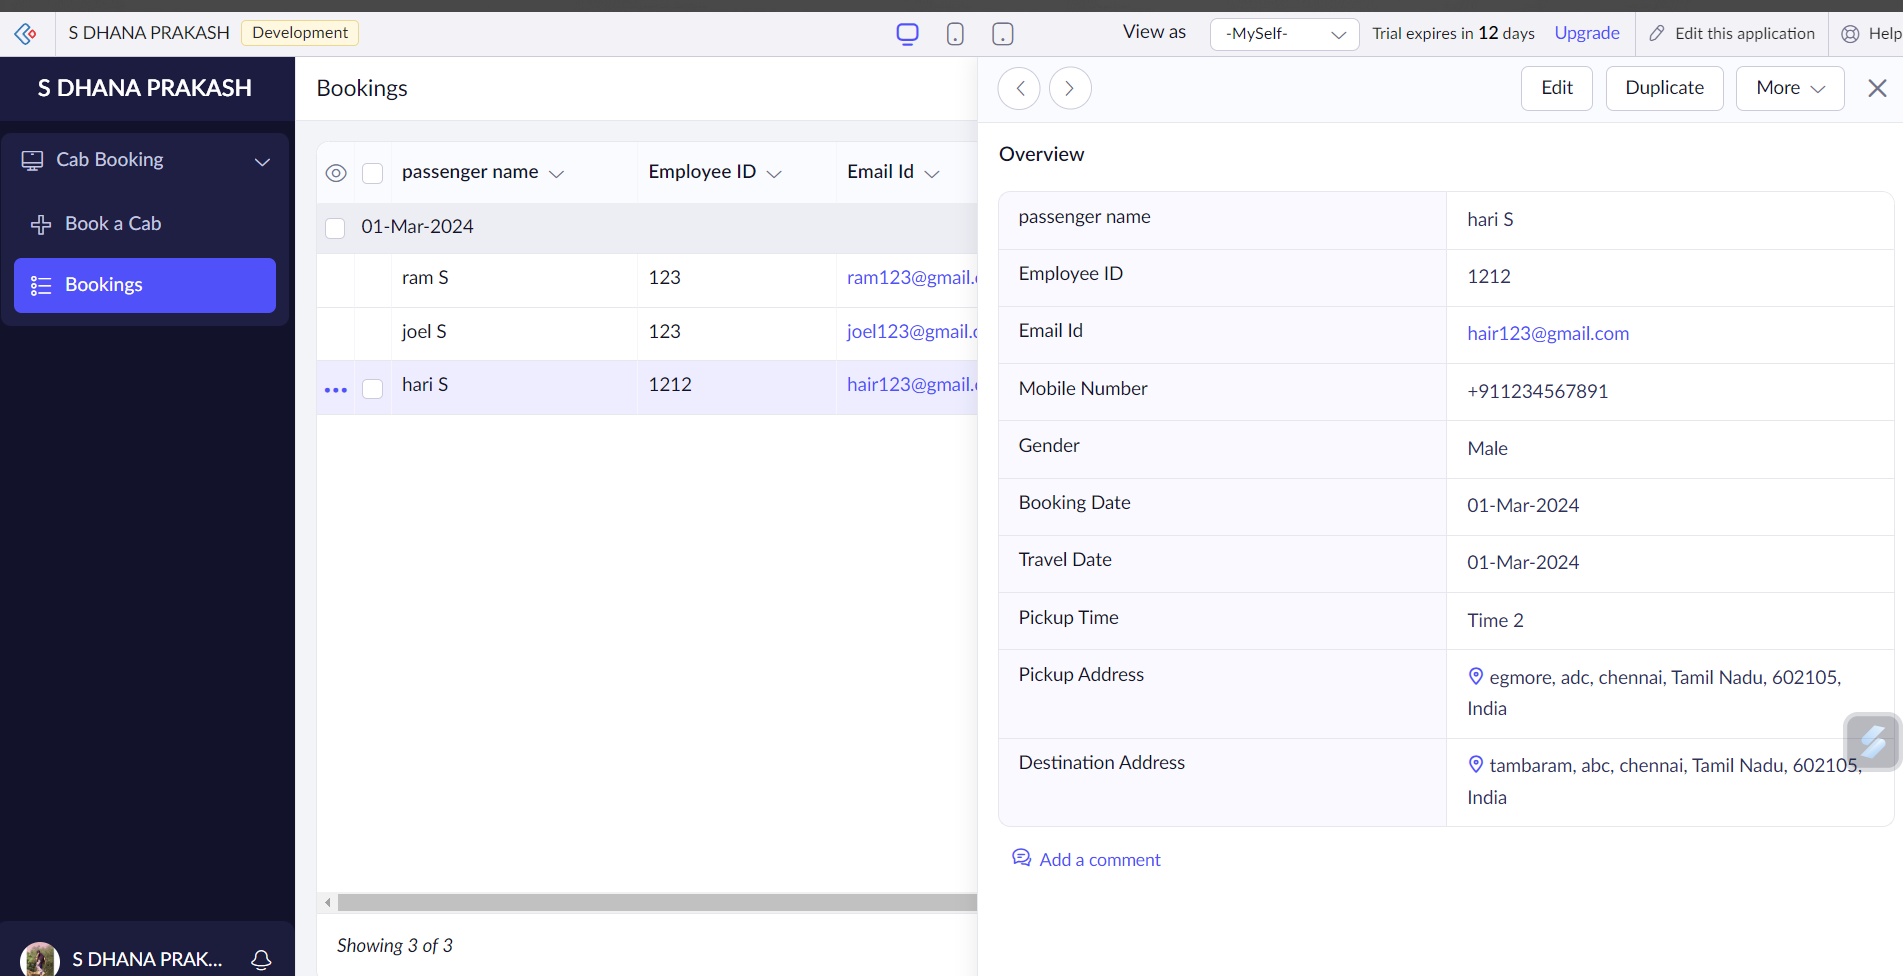 S DHANA PRAKASH Development View as -MySelf- Trial expires in 12 days Upgrade Edit this application Help
S DHANA PRAKASH
Cab Booking
Book a Cab
Bookings
S DHANA PRAK...
Bookings
passenger name Employee ID Email Id
01-Mar-2024
ram S 123 ram123@gmail.
joel S 123 joel123@gmail.
hari S 1212 hair123@gmail.
Showing 3 of 3
Edit Duplicate More
Overview
passenger name hari S
Employee ID 1212
Email Id hair123@gmail.com
Mobile Number +911234567891
Gender Male
Booking Date 01-Mar-2024
Travel Date 01-Mar-2024
Pickup Time Time 2
Pickup Address egmore, adc, chennai, Tamil Nadu, 602105,
India
Destination Address tambaram, abc, chennai, Tamil Nadu, 602105,
India
Add a comment